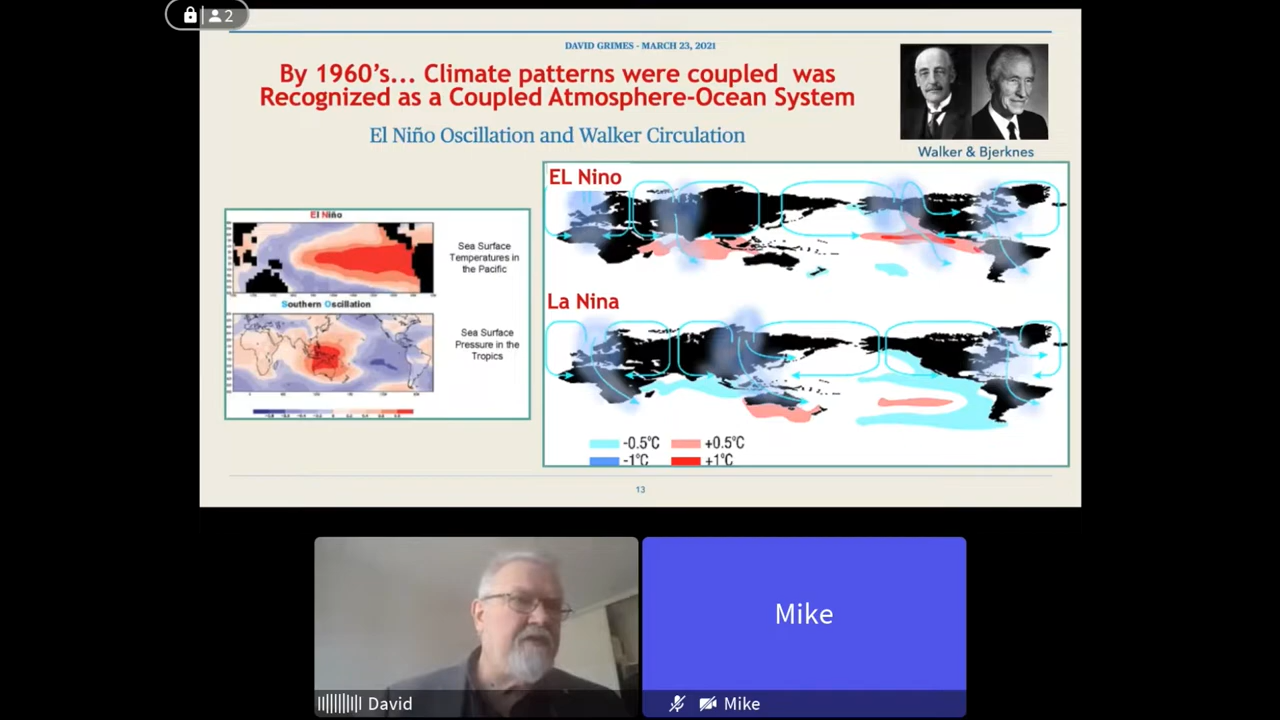 2
DAVID GRIMES - MARCH 23, 2021
By 1960's... Climate patterns were coupled was
Recognized as a Coupled Atmosphere-Ocean System
El Niño Oscillation and Walker Circulation
Walker & Bjerknes
El Niño
Sea Surface
Temperatures in
the Pacific
Southern Oscillation
Sea Surface
Pressure in the
Tropics
EL Nino
La Nina
-0.5°C +0.5°C
-1°C +1°C
13
Mike
David
Mike